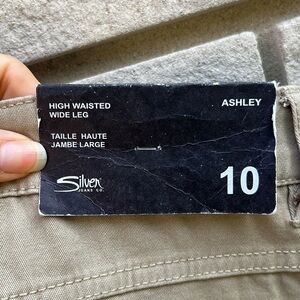 HIGH WAISTED
WIDE LEG
ASHLEY
TAILLE HAUTE
JAMBE LARGE
Silver
JEANS CO.
10